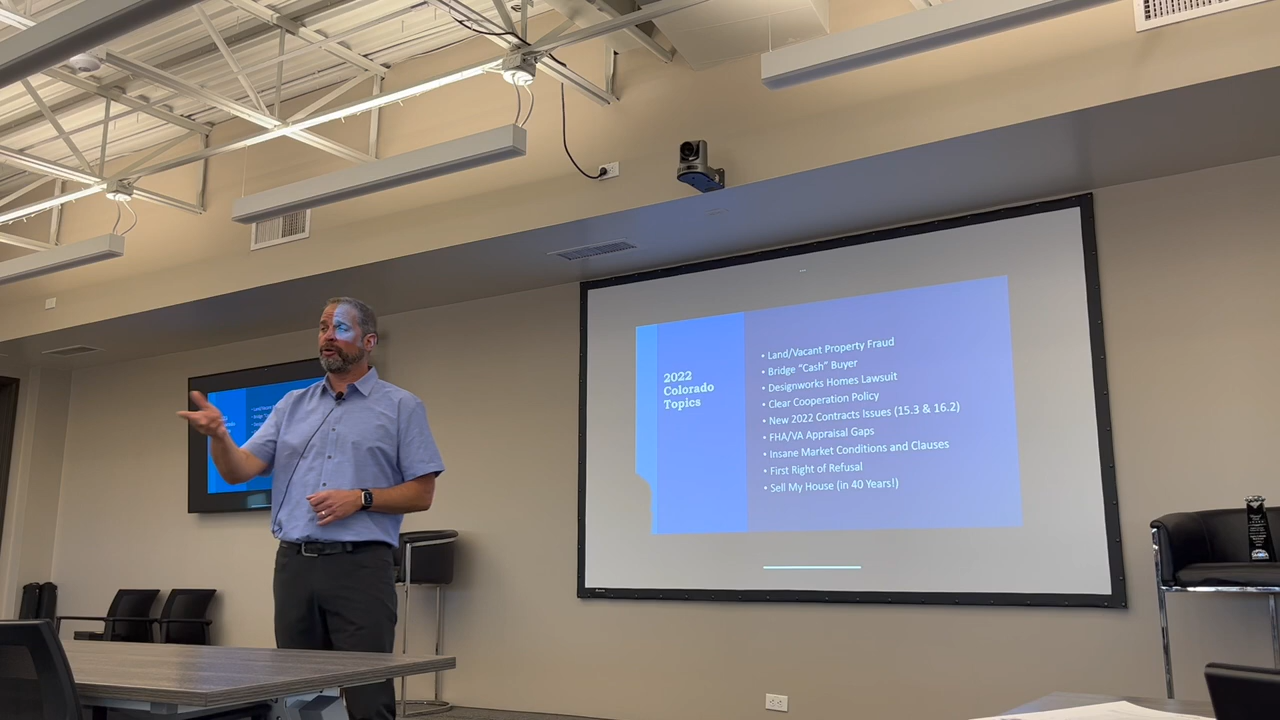 2022
Colorado
Topics
• Land/Vacant Property Fraud
• Bridge "Cash" Buyer
• Designworks Homes Lawsuit
• Clear Cooperation Policy
• New 2022 Contracts Issues (15.3 & 16.2)
• FHA/VA Appraisal Gaps
• Insane Market Conditions and Clauses
• First Right of Refusal
• Sell My House (in 40 Years!)